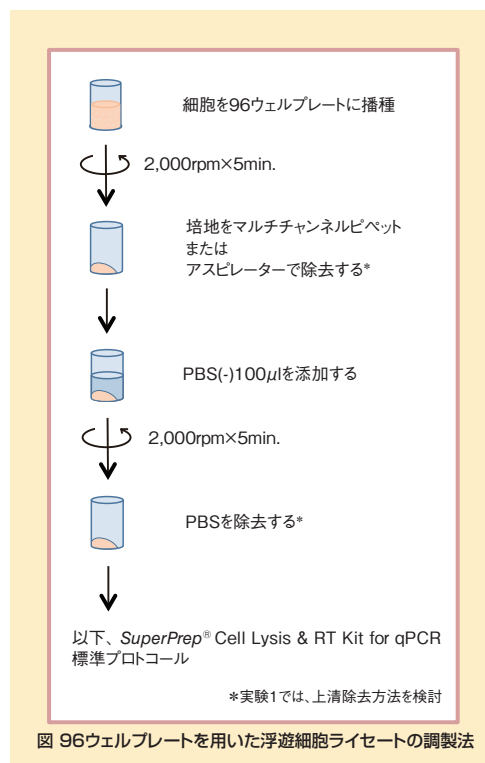 細胞を96ウェルプレートに播種
2,000rpm×5min.
培地をマルチチャンネルピペット
または
アスピレーターで除去する*
PBS(-)100μlを添加する
2,000rpm×5min.
PBSを除去する*
以下、SuperPrep® Cell Lysis & RT Kit for qPCR
標準プロトコール
*実験1では、上清除去方法を検討
図 96ウェルプレートを用いた浮遊細胞ライセートの調製法